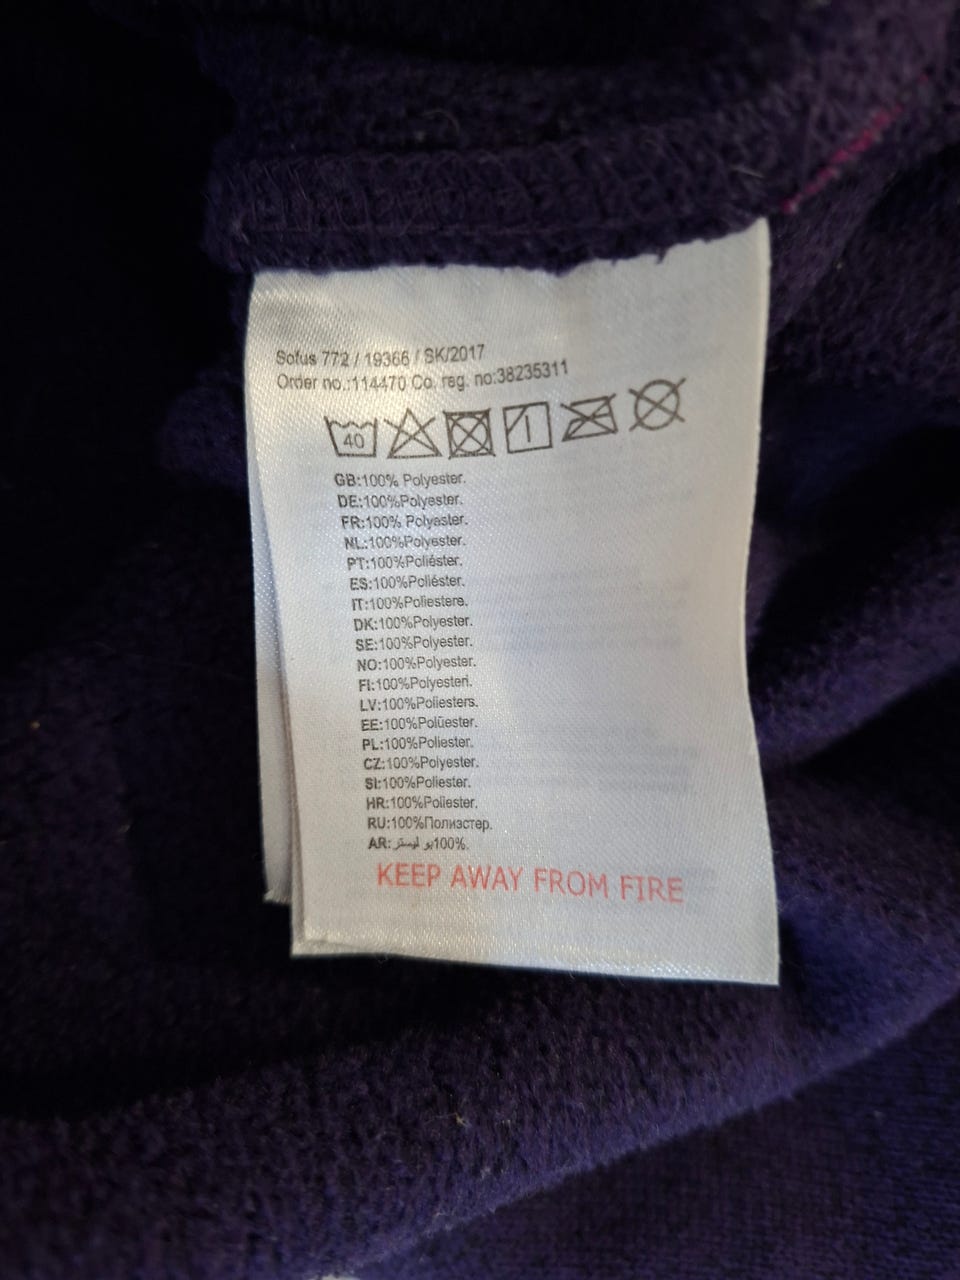 Sofus 772 / 19366 / SK/2017
Order no.:114470 Co. reg. no:38235311
40
GB:100% Polyester.
DE:100%Polyester.
FR:100% Polyester.
NL:100%Polyester.
PT:100%Poliéster.
ES:100%Poliéster.
IT:100%Poliestere.
DK:100%Polyester.
SE:100%Polyester.
NO:100%Polyester.
FI:100%Polyesteri.
LV:100%Poliesters.
EE:100%Polüester.
PL:100%Poliester.
CZ:100%Polyester.
SI:100%Poliester.
HR:100%Poliester.
RU:100%Полиэстер.
AR:بو ليستر100%.
KEEP AWAY FROM FIRE